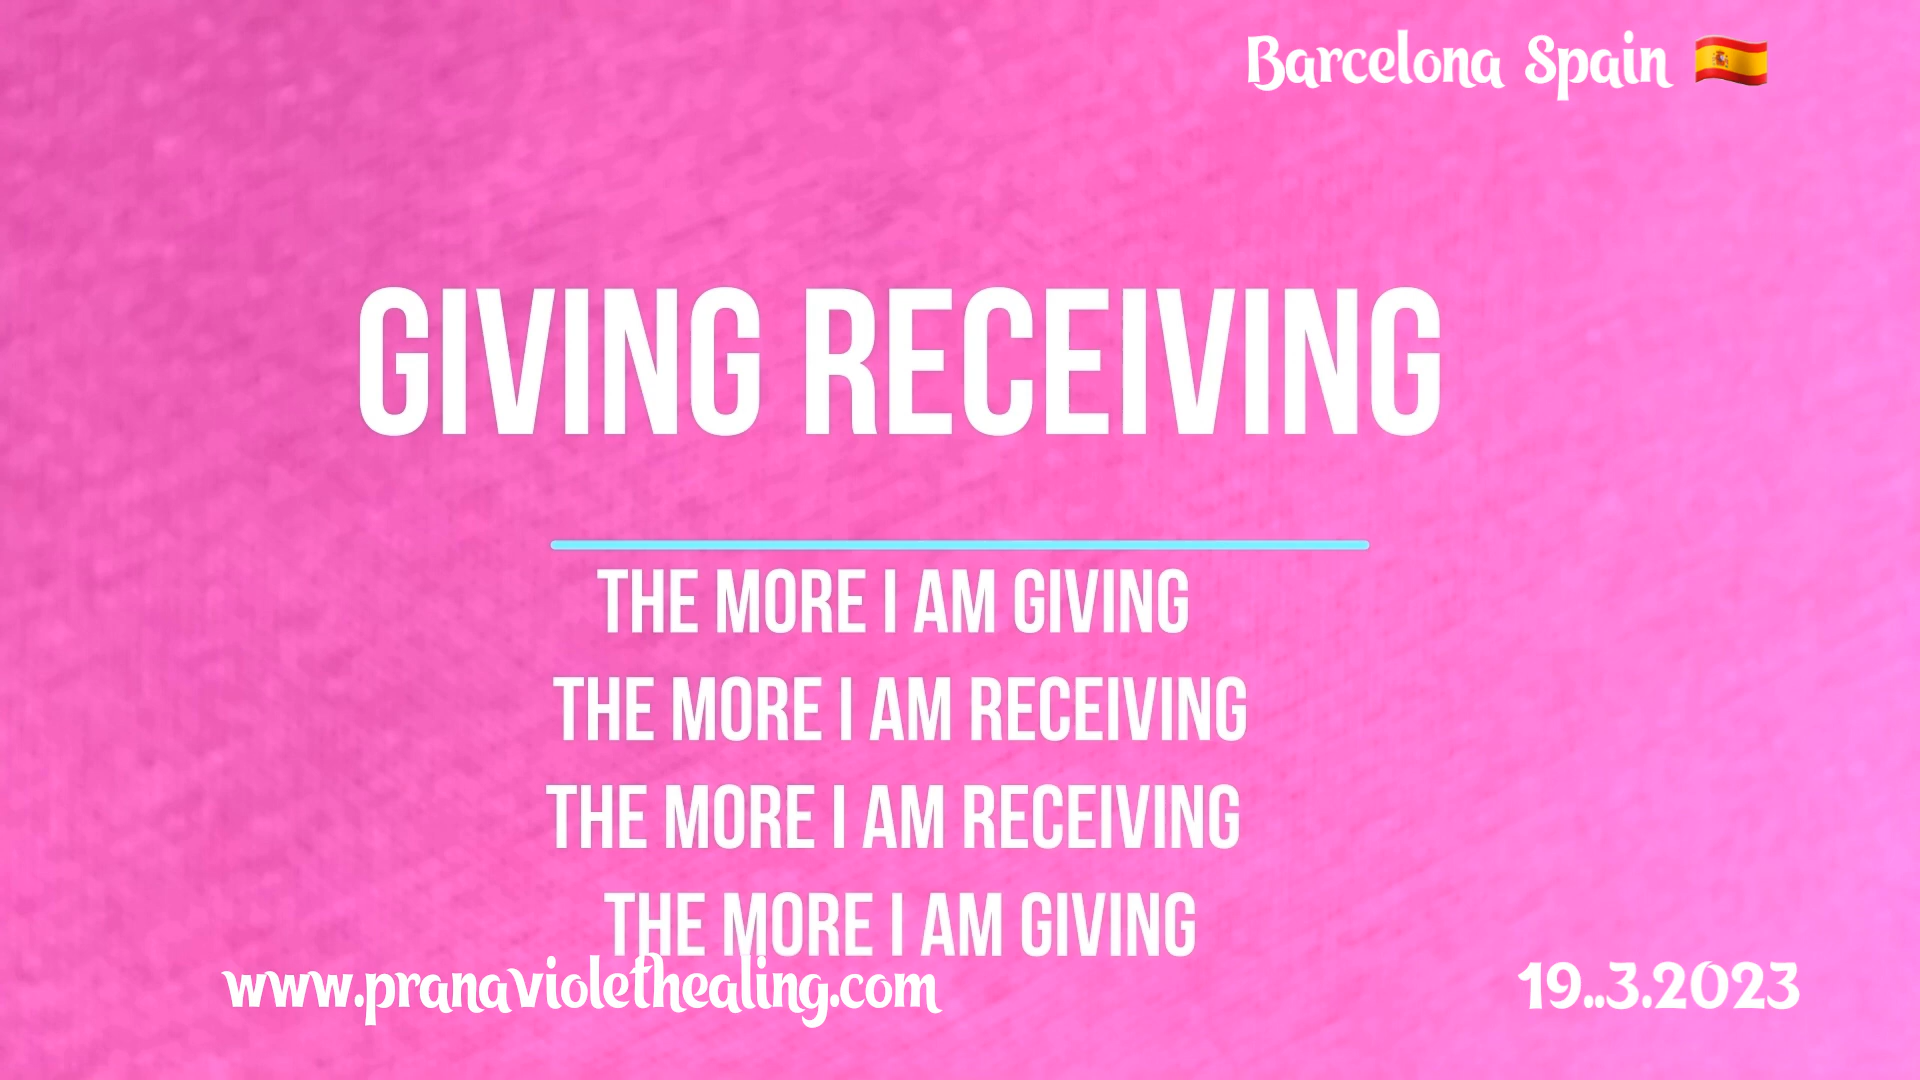 Barcelona Spain 🇪🇸
GIVING RECEIVING
THE MORE I AM GIVING
THE MORE I AM RECEIVING
THE MORE I AM RECEIVING
THE MORE I AM GIVING
www.pranaviolethealing.com
19..3.2023